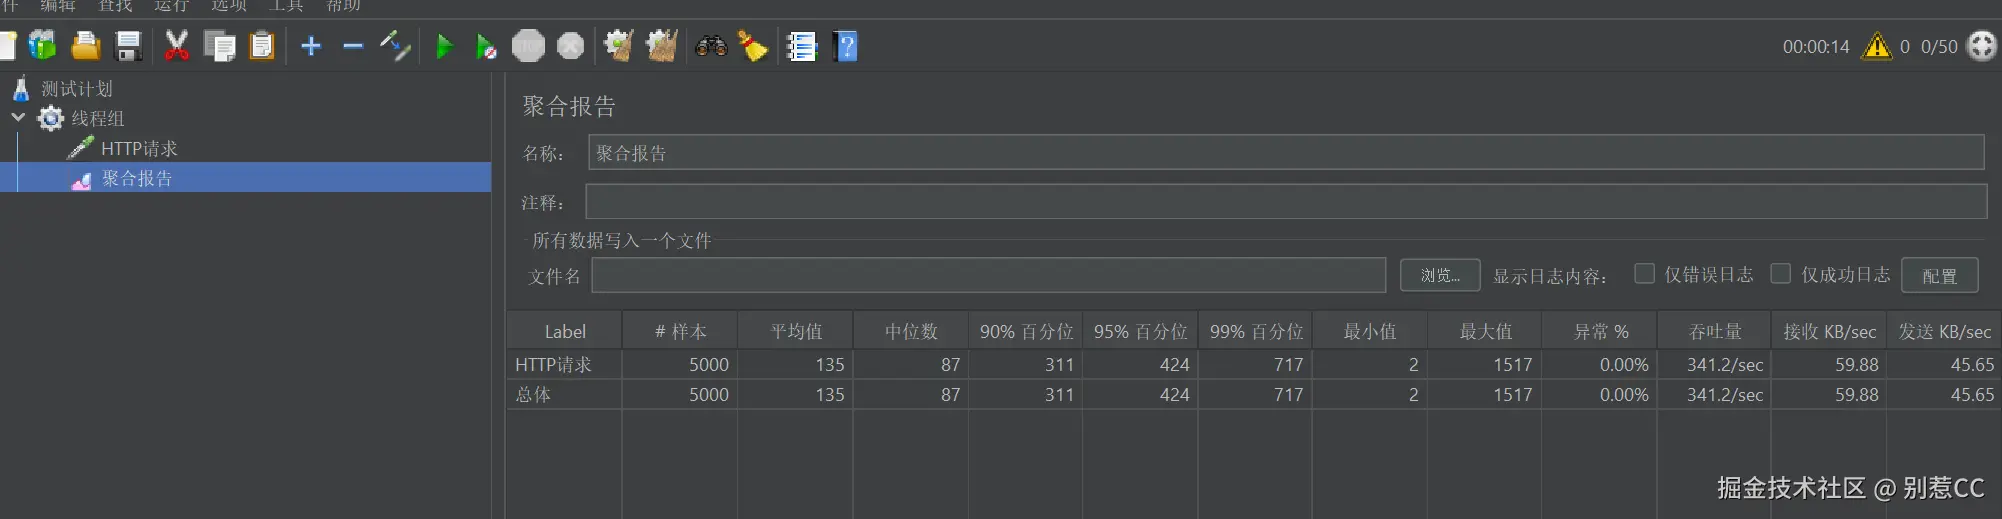 件 编辑 查找 运行 选项 工具 帮助
00:00:14 0 0/50
测试计划
线程组
HTTP请求
聚合报告
聚合报告
名称： 聚合报告
注释：
所有数据写入一个文件
文件名 浏览... 显示日志内容： 仅错误日志 仅成功日志 配置
Label # 样本 平均值 中位数 90% 百分位 95% 百分位 99% 百分位 最小值 最大值 异常 % 吞吐量 接收 KB/sec 发送 KB/sec
HTTP请求 5000 135 87 311 424 717 2 1517 0.00% 341.2/sec 59.88 45.65
总体 5000 135 87 311 424 717 2 1517 0.00% 341.2/sec 59.88 45.65
掘金技术社区 @ 别惹CC